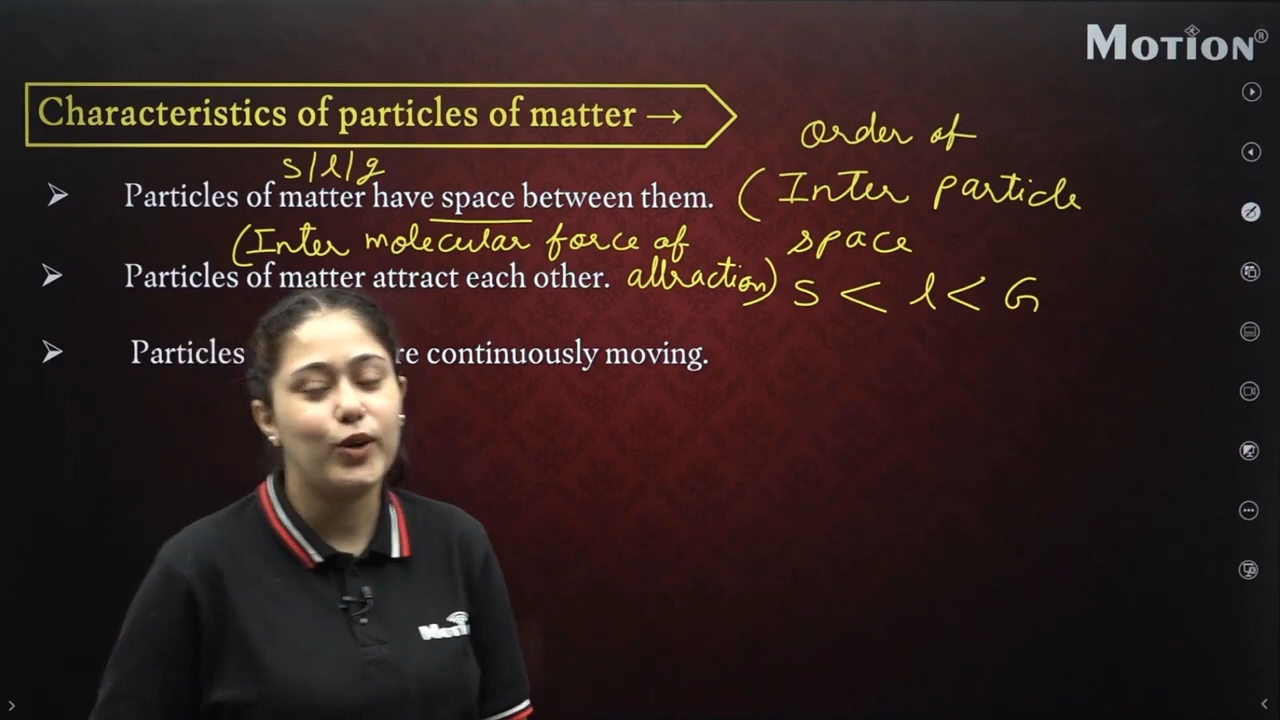 MOTION®
Characteristics of particles of matter →
Order of
s/l/g
Particles of matter have space between them. (Inter particle
(Inter molecular force of space
Particles of matter attract each other. attraction) s < l < G
Particles re continuously moving.
Moti